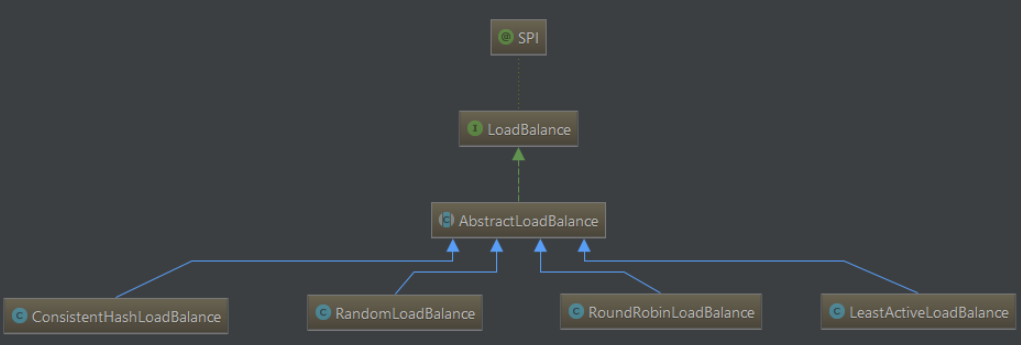 @ SPI
I LoadBalance
C AbstractLoadBalance
C ConsistentHashLoadBalance
C RandomLoadBalance
C RoundRobinLoadBalance
C LeastActiveLoadBalance